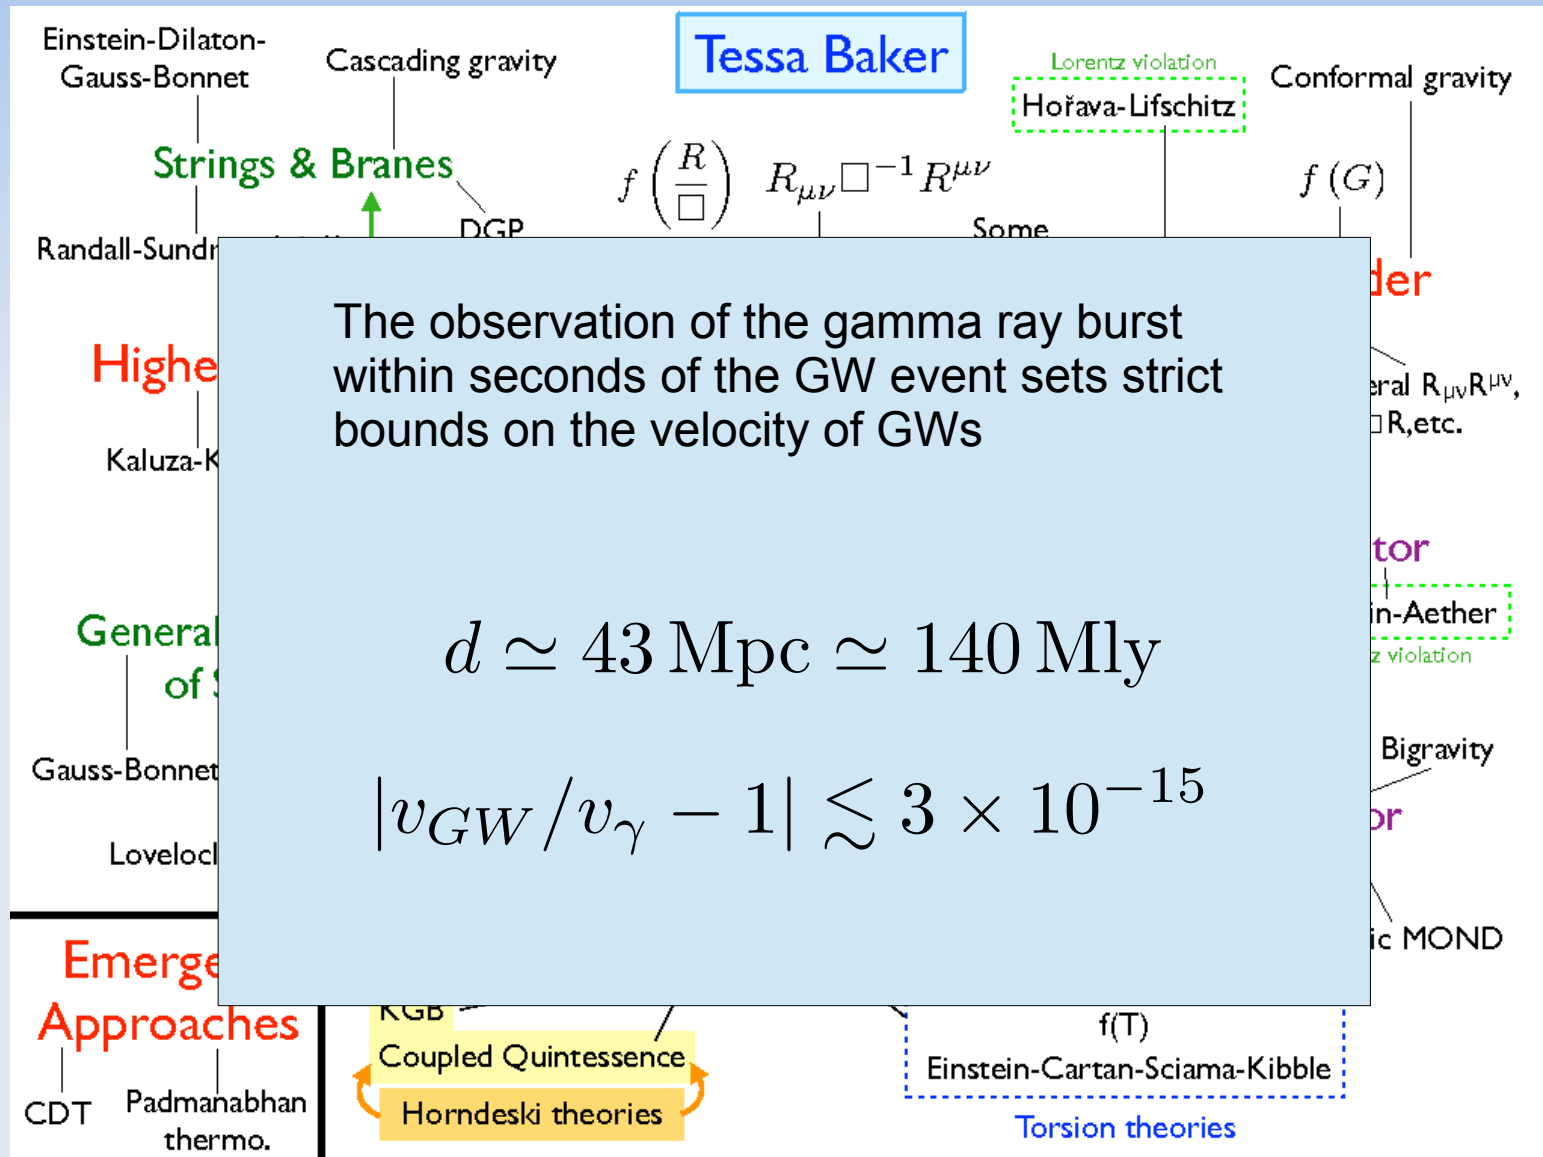 Einstein-Dilaton-
Gauss-Bonnet
Cascading gravity
Tessa Baker
Lorentz violation
Hořava-Lifschitz
Conformal gravity
Strings & Branes
f (R/□)
R_{μν}□^{-1}R^{μν}
f (G)
Randall-Sundr
DGP
Some
der
The observation of the gamma ray burst
within seconds of the GW event sets strict
bounds on the velocity of GWs
Highe
eral R_{μν}R^{μν},
□R,etc.
Kaluza-K
tor
in-Aether
z violation
General
of
d ≃ 43 Mpc ≃ 140 Mly
Gauss-Bonnet
Bigravity
|v_{GW}/v_γ − 1| ≲ 3 × 10^{−15}
or
Loveloc
ic MOND
Emerge
Approaches
CDT
Padmanabhan
thermo.
KGB
Coupled Quintessence
Horndeski theories
f(T)
Einstein-Cartan-Sciama-Kibble
Torsion theories